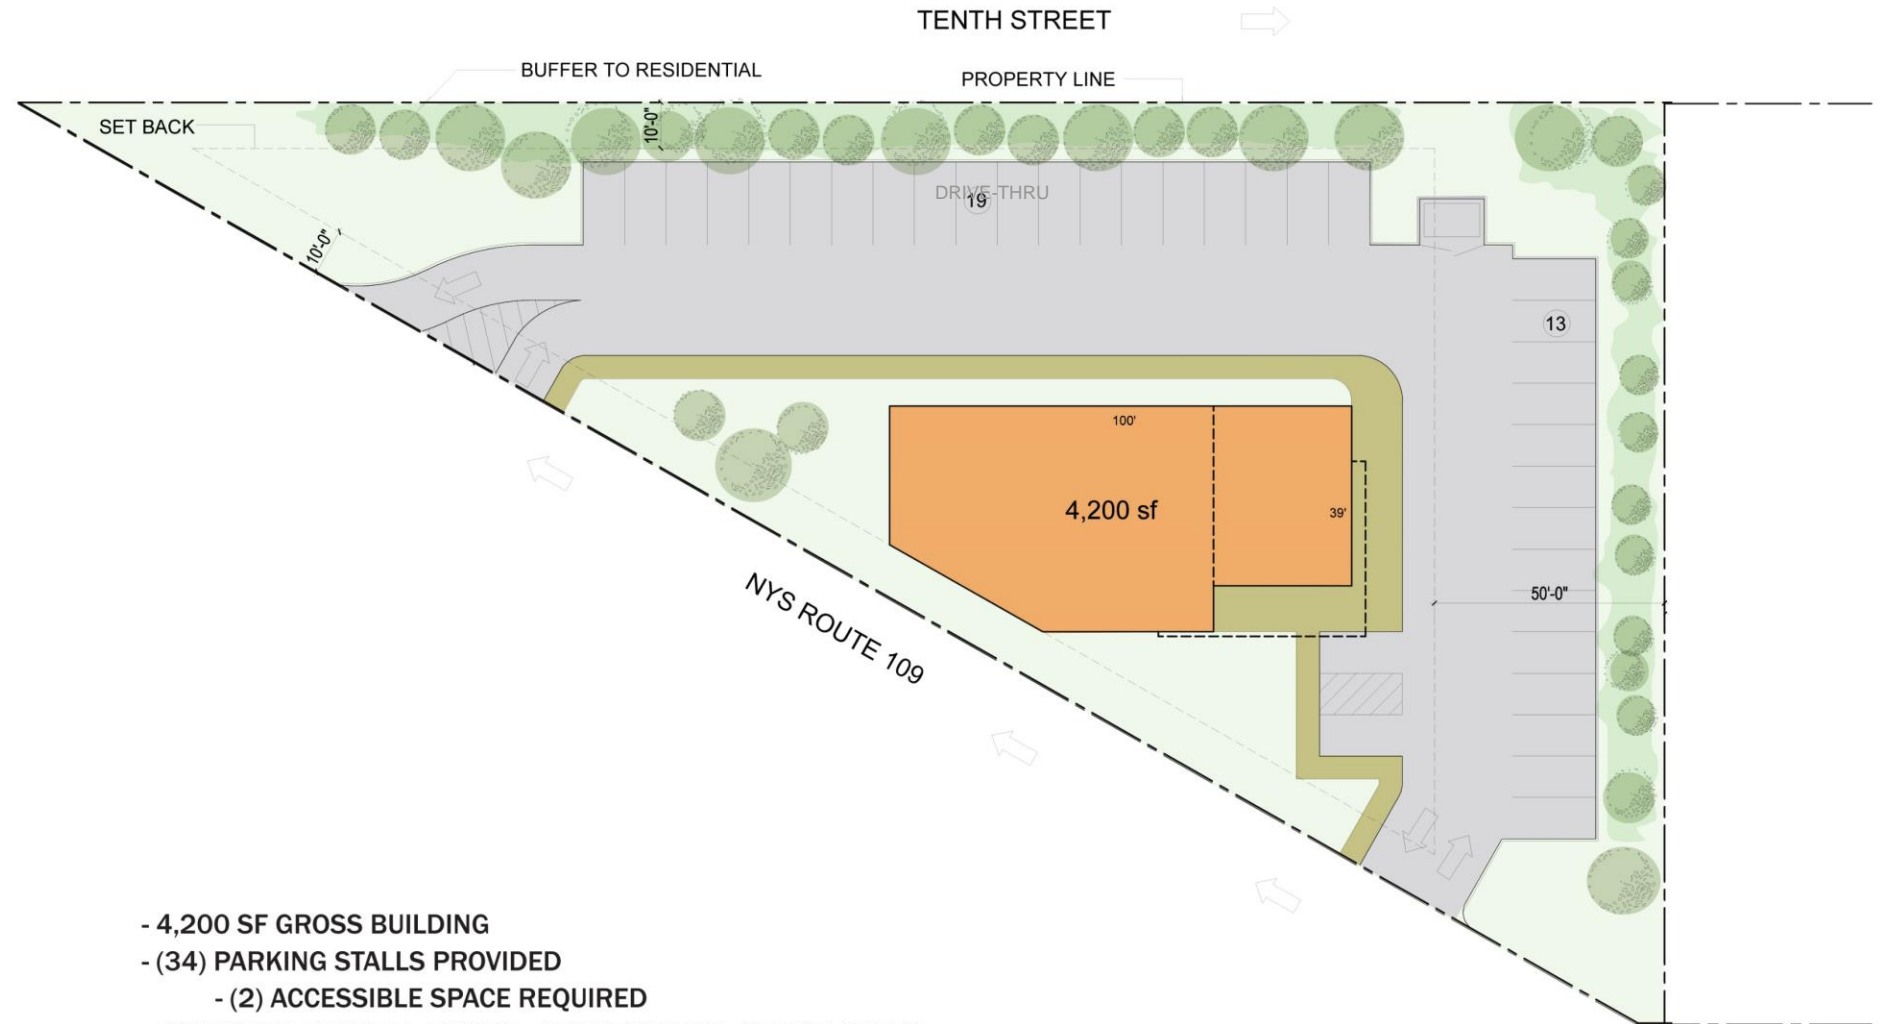 TENTH STREET
BUFFER TO RESIDENTIAL
PROPERTY LINE
SET BACK
10'-0"
10'-0"
DRIVE-THRU
19
13
100'
39'
4,200 sf
50'-0"
NYS ROUTE 109
- 4,200 SF GROSS BUILDING
- (34) PARKING STALLS PROVIDED
- (2) ACCESSIBLE SPACE REQUIRED